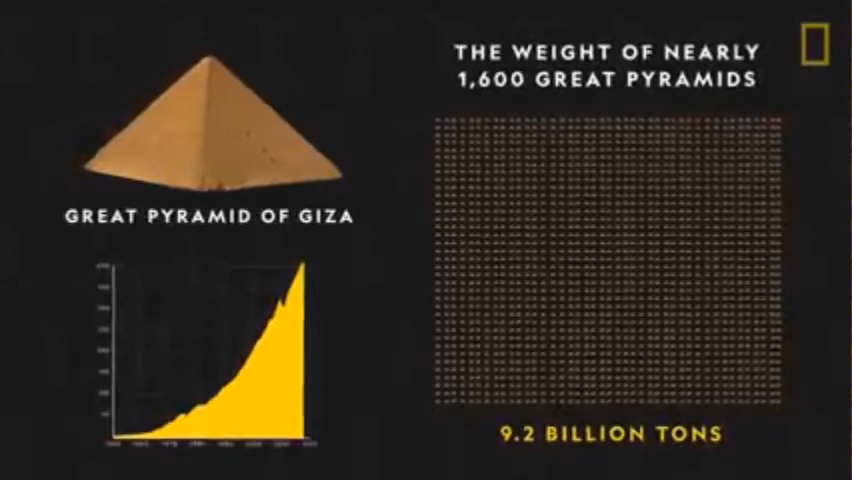 THE WEIGHT OF NEARLY
1,600 GREAT PYRAMIDS
GREAT PYRAMID OF GIZA
9.2 BILLION TONS